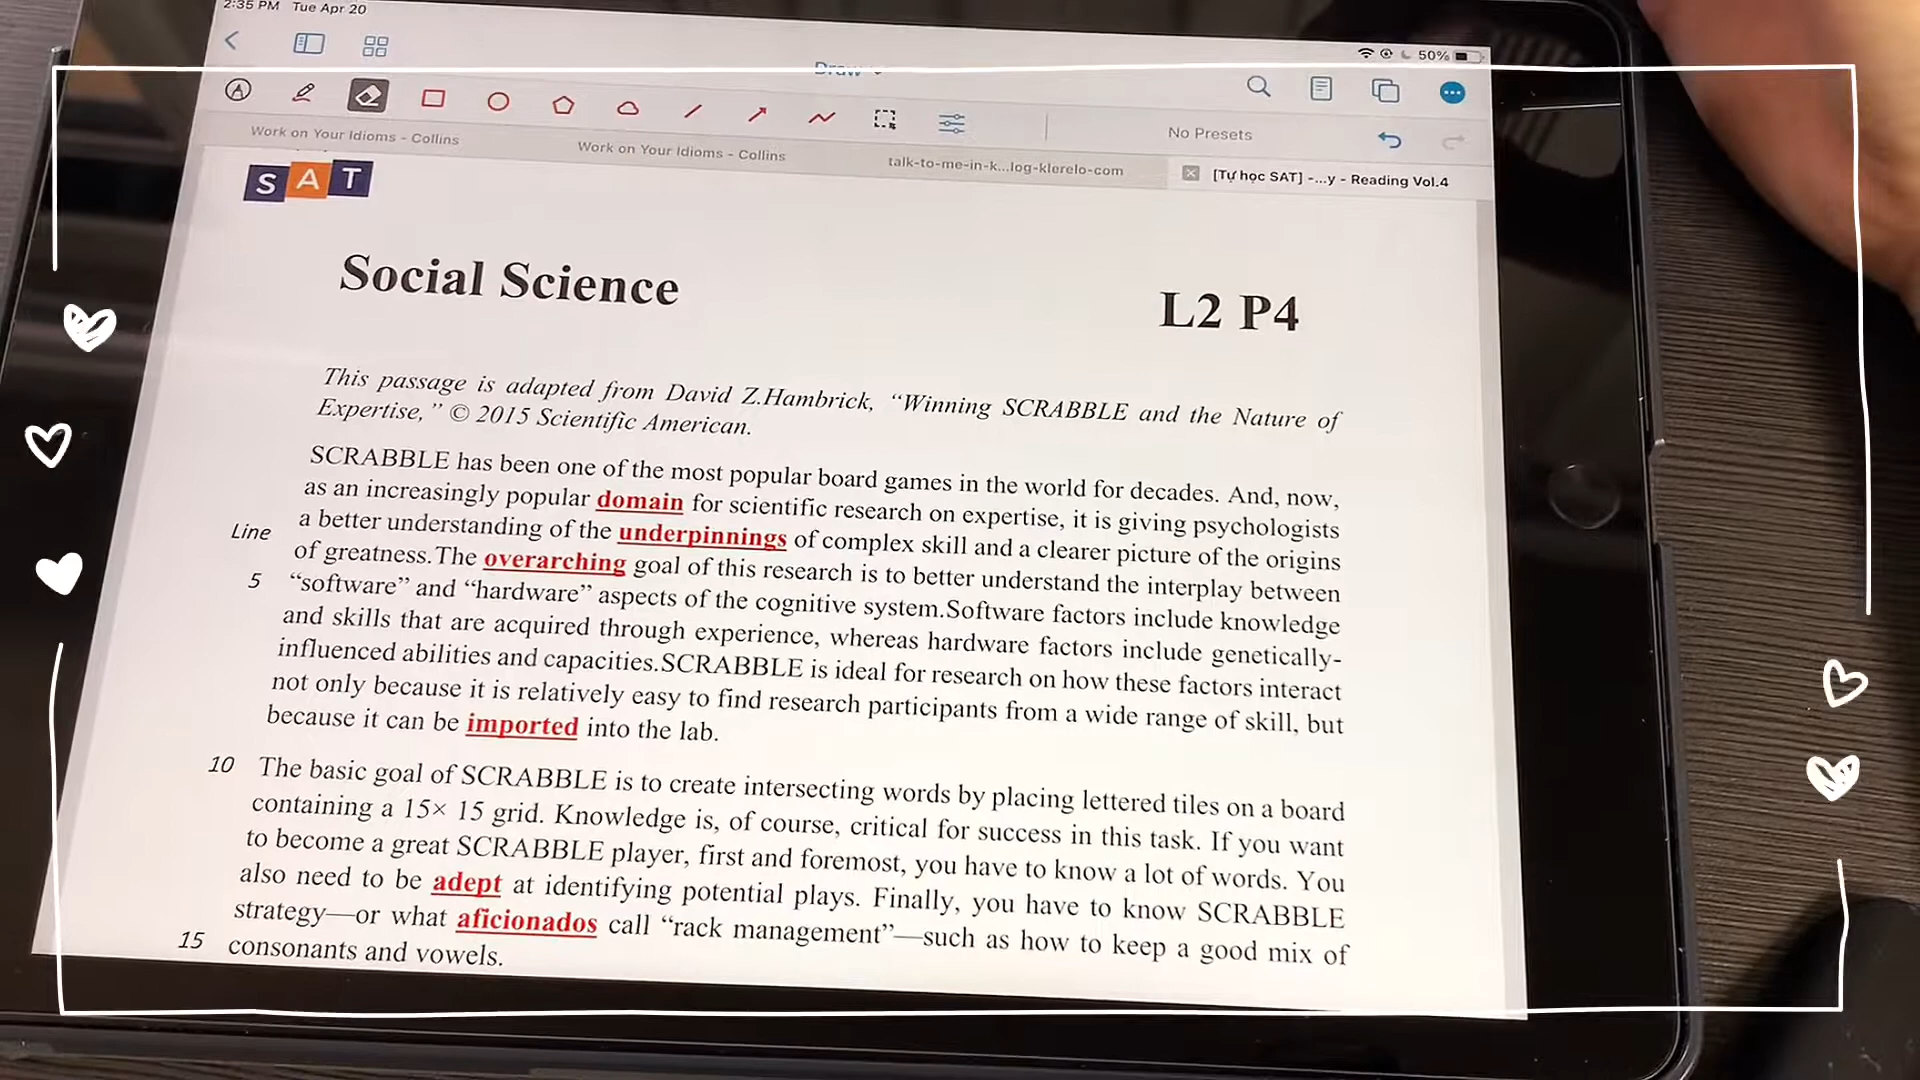 2:35 PM Tue Apr 20
50%
Draw
No Presets
Work on Your Idioms - Collins
Work on Your Idioms - Collins
talk-to-me-in-k...log-klerelo-com
[Tự học SAT] -...y - Reading Vol.4
SAT
Social Science
L2 P4
This passage is adapted from David Z.Hambrick, “Winning SCRABBLE and the Nature of
Expertise,” © 2015 Scientific American.
SCRABBLE has been one of the most popular board games in the world for decades. And, now,
as an increasingly popular domain for scientific research on expertise, it is giving psychologists
Line a better understanding of the underpinnings of complex skill and a clearer picture of the origins
of greatness.The overarching goal of this research is to better understand the interplay between
5 “software” and “hardware” aspects of the cognitive system.Software factors include knowledge
and skills that are acquired through experience, whereas hardware factors include genetically-
influenced abilities and capacities.SCRABBLE is ideal for research on how these factors interact
not only because it is relatively easy to find research participants from a wide range of skill, but
because it can be imported into the lab.
10 The basic goal of SCRABBLE is to create intersecting words by placing lettered tiles on a board
containing a 15× 15 grid. Knowledge is, of course, critical for success in this task. If you want
to become a great SCRABBLE player, first and foremost, you have to know a lot of words. You
also need to be adept at identifying potential plays. Finally, you have to know SCRABBLE
strategy—or what aficionados call “rack management”—such as how to keep a good mix of
15 consonants and vowels.